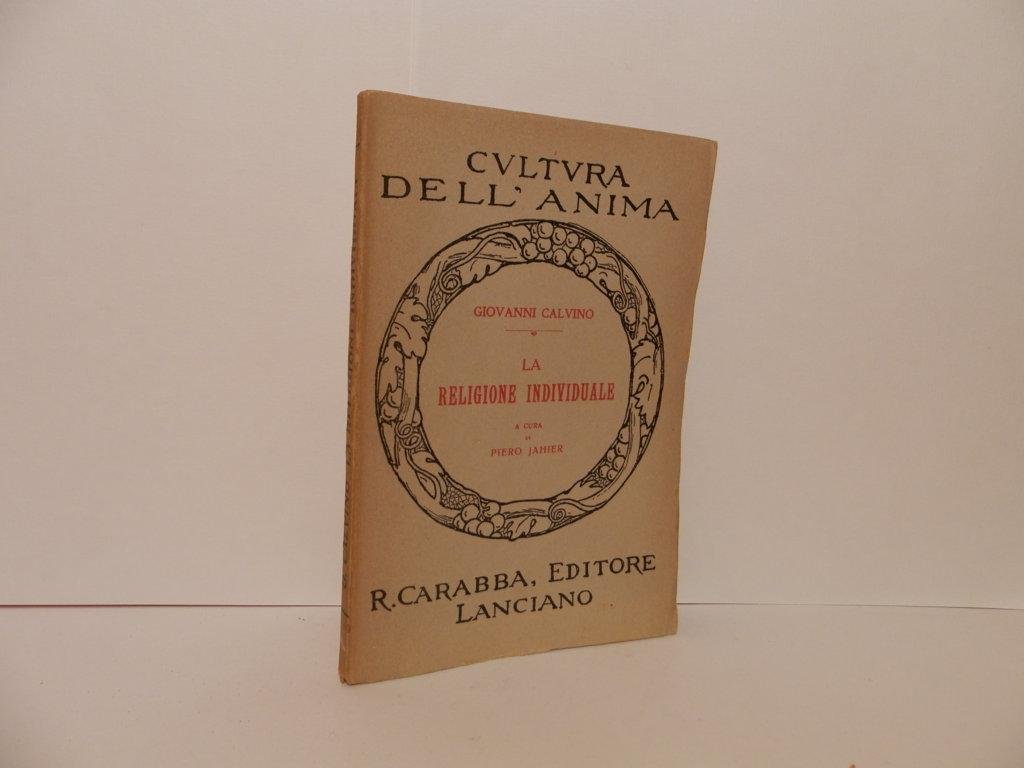 CVLTVRA
DELL' ANIMA
GIOVANNI CALVINO
LA
RELIGIONE INDIVIDUALE
A CURA
DI
PIERO JAHIER
R. CARABBA, EDITORE
LANCIANO